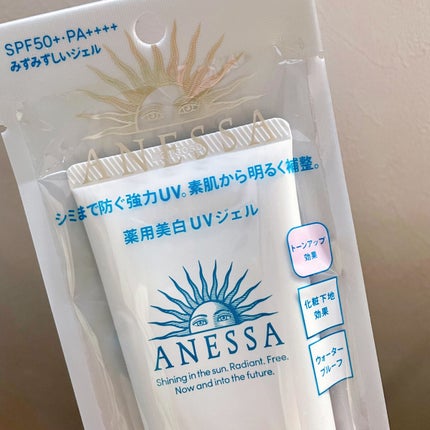 SPF50+・PA++++
みずみずしいジェル
ANESSA
シミまで防ぐ強力UV。素肌から明るく補整。
薬用美白UVジェル
トーンアップ
効果
化粧下地
効果
ウォーター
プルーフ
ANESSA
Shining in the sun. Radiant. Free.
Now and into the future.